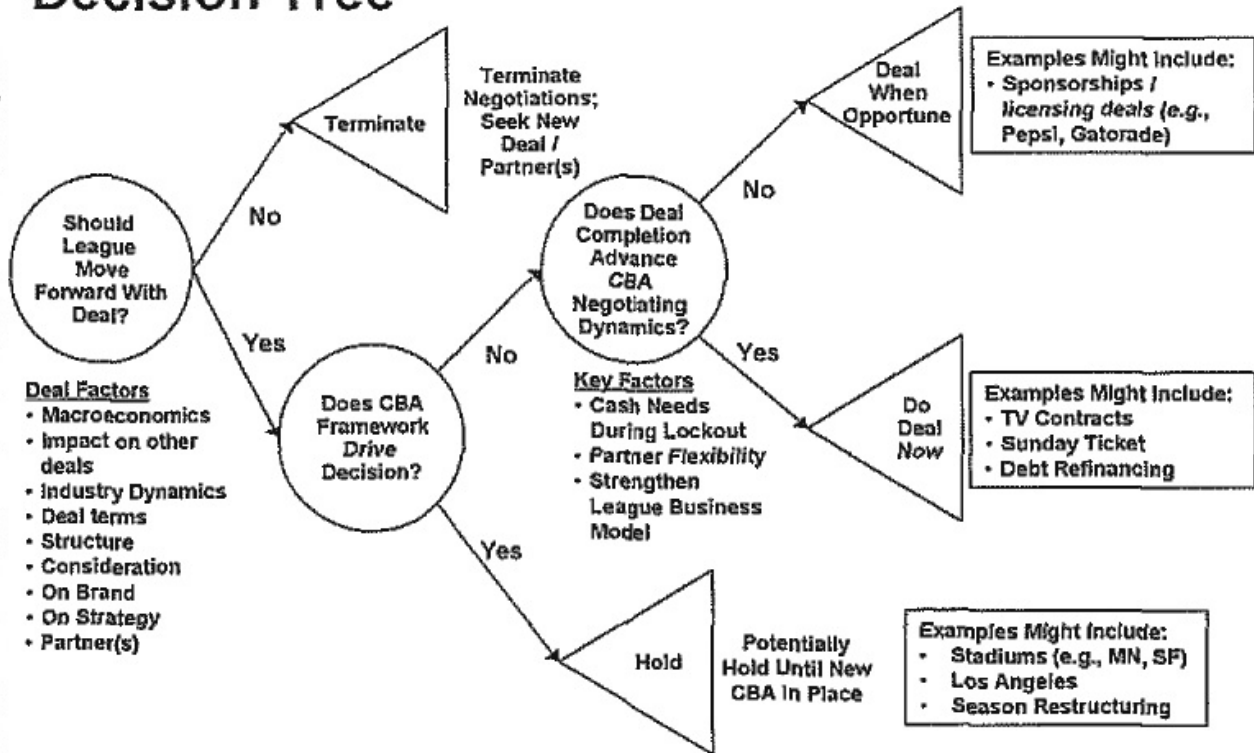 Decision Tree
Terminate
Terminate
Negotiations;
Seek New
Deal /
Partner(s)
Deal
When
Opportune
Examples Might Include:
• Sponsorships /
licensing deals (e.g.,
Pepsi, Gatorade)
No
No
Should
League
Move
Forward With
Deal?
Does Deal
Completion
Advance
CBA
Negotiating
Dynamics?
Yes
No
Yes
Deal Factors
• Macroeconomics
• Impact on other
deals
• Industry Dynamics
• Deal terms
• Structure
• Consideration
• On Brand
• On Strategy
• Partner(s)
Does CBA
Framework
Drive
Decision?
Key Factors
• Cash Needs
During Lockout
• Partner Flexibility
• Strengthen
League Business
Model
Do
Deal
Now
Examples Might Include:
• TV Contracts
• Sunday Ticket
• Debt Refinancing
Yes
Hold
Potentially
Hold Until New
CBA In Place
Examples Might Include:
• Stadiums (e.g., MN, SF)
• Los Angeles
• Season Restructuring